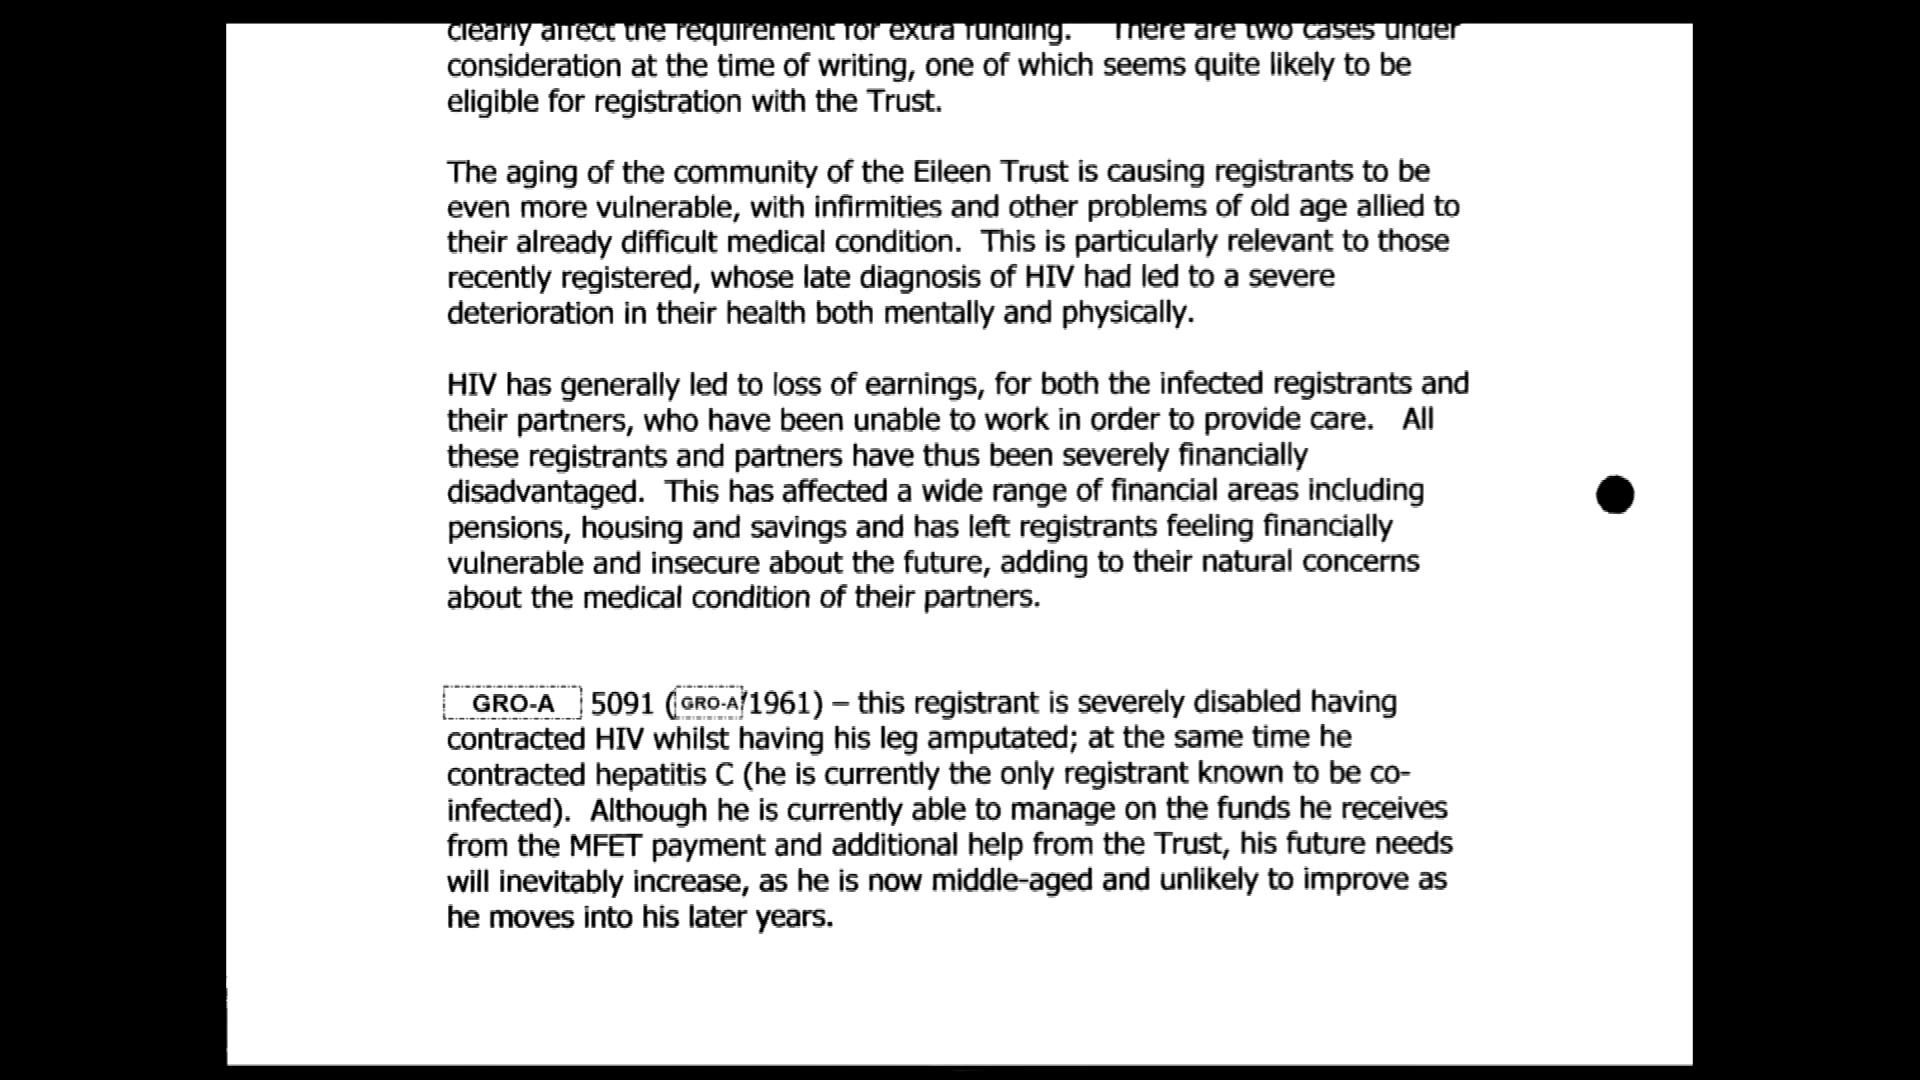 clearly affect the requirement for extra funding. There are two cases under
consideration at the time of writing, one of which seems quite likely to be
eligible for registration with the Trust.
The aging of the community of the Eileen Trust is causing registrants to be
even more vulnerable, with infirmities and other problems of old age allied to
their already difficult medical condition. This is particularly relevant to those
recently registered, whose late diagnosis of HIV had led to a severe
deterioration in their health both mentally and physically.
HIV has generally led to loss of earnings, for both the infected registrants and
their partners, who have been unable to work in order to provide care. All
these registrants and partners have thus been severely financially
disadvantaged. This has affected a wide range of financial areas including
pensions, housing and savings and has left registrants feeling financially
vulnerable and insecure about the future, adding to their natural concerns
about the medical condition of their partners.
GRO-A 5091 (GRO-A/1961) – this registrant is severely disabled having
contracted HIV whilst having his leg amputated; at the same time he
contracted hepatitis C (he is currently the only registrant known to be co-
infected). Although he is currently able to manage on the funds he receives
from the MFET payment and additional help from the Trust, his future needs
will inevitably increase, as he is now middle-aged and unlikely to improve as
he moves into his later years.